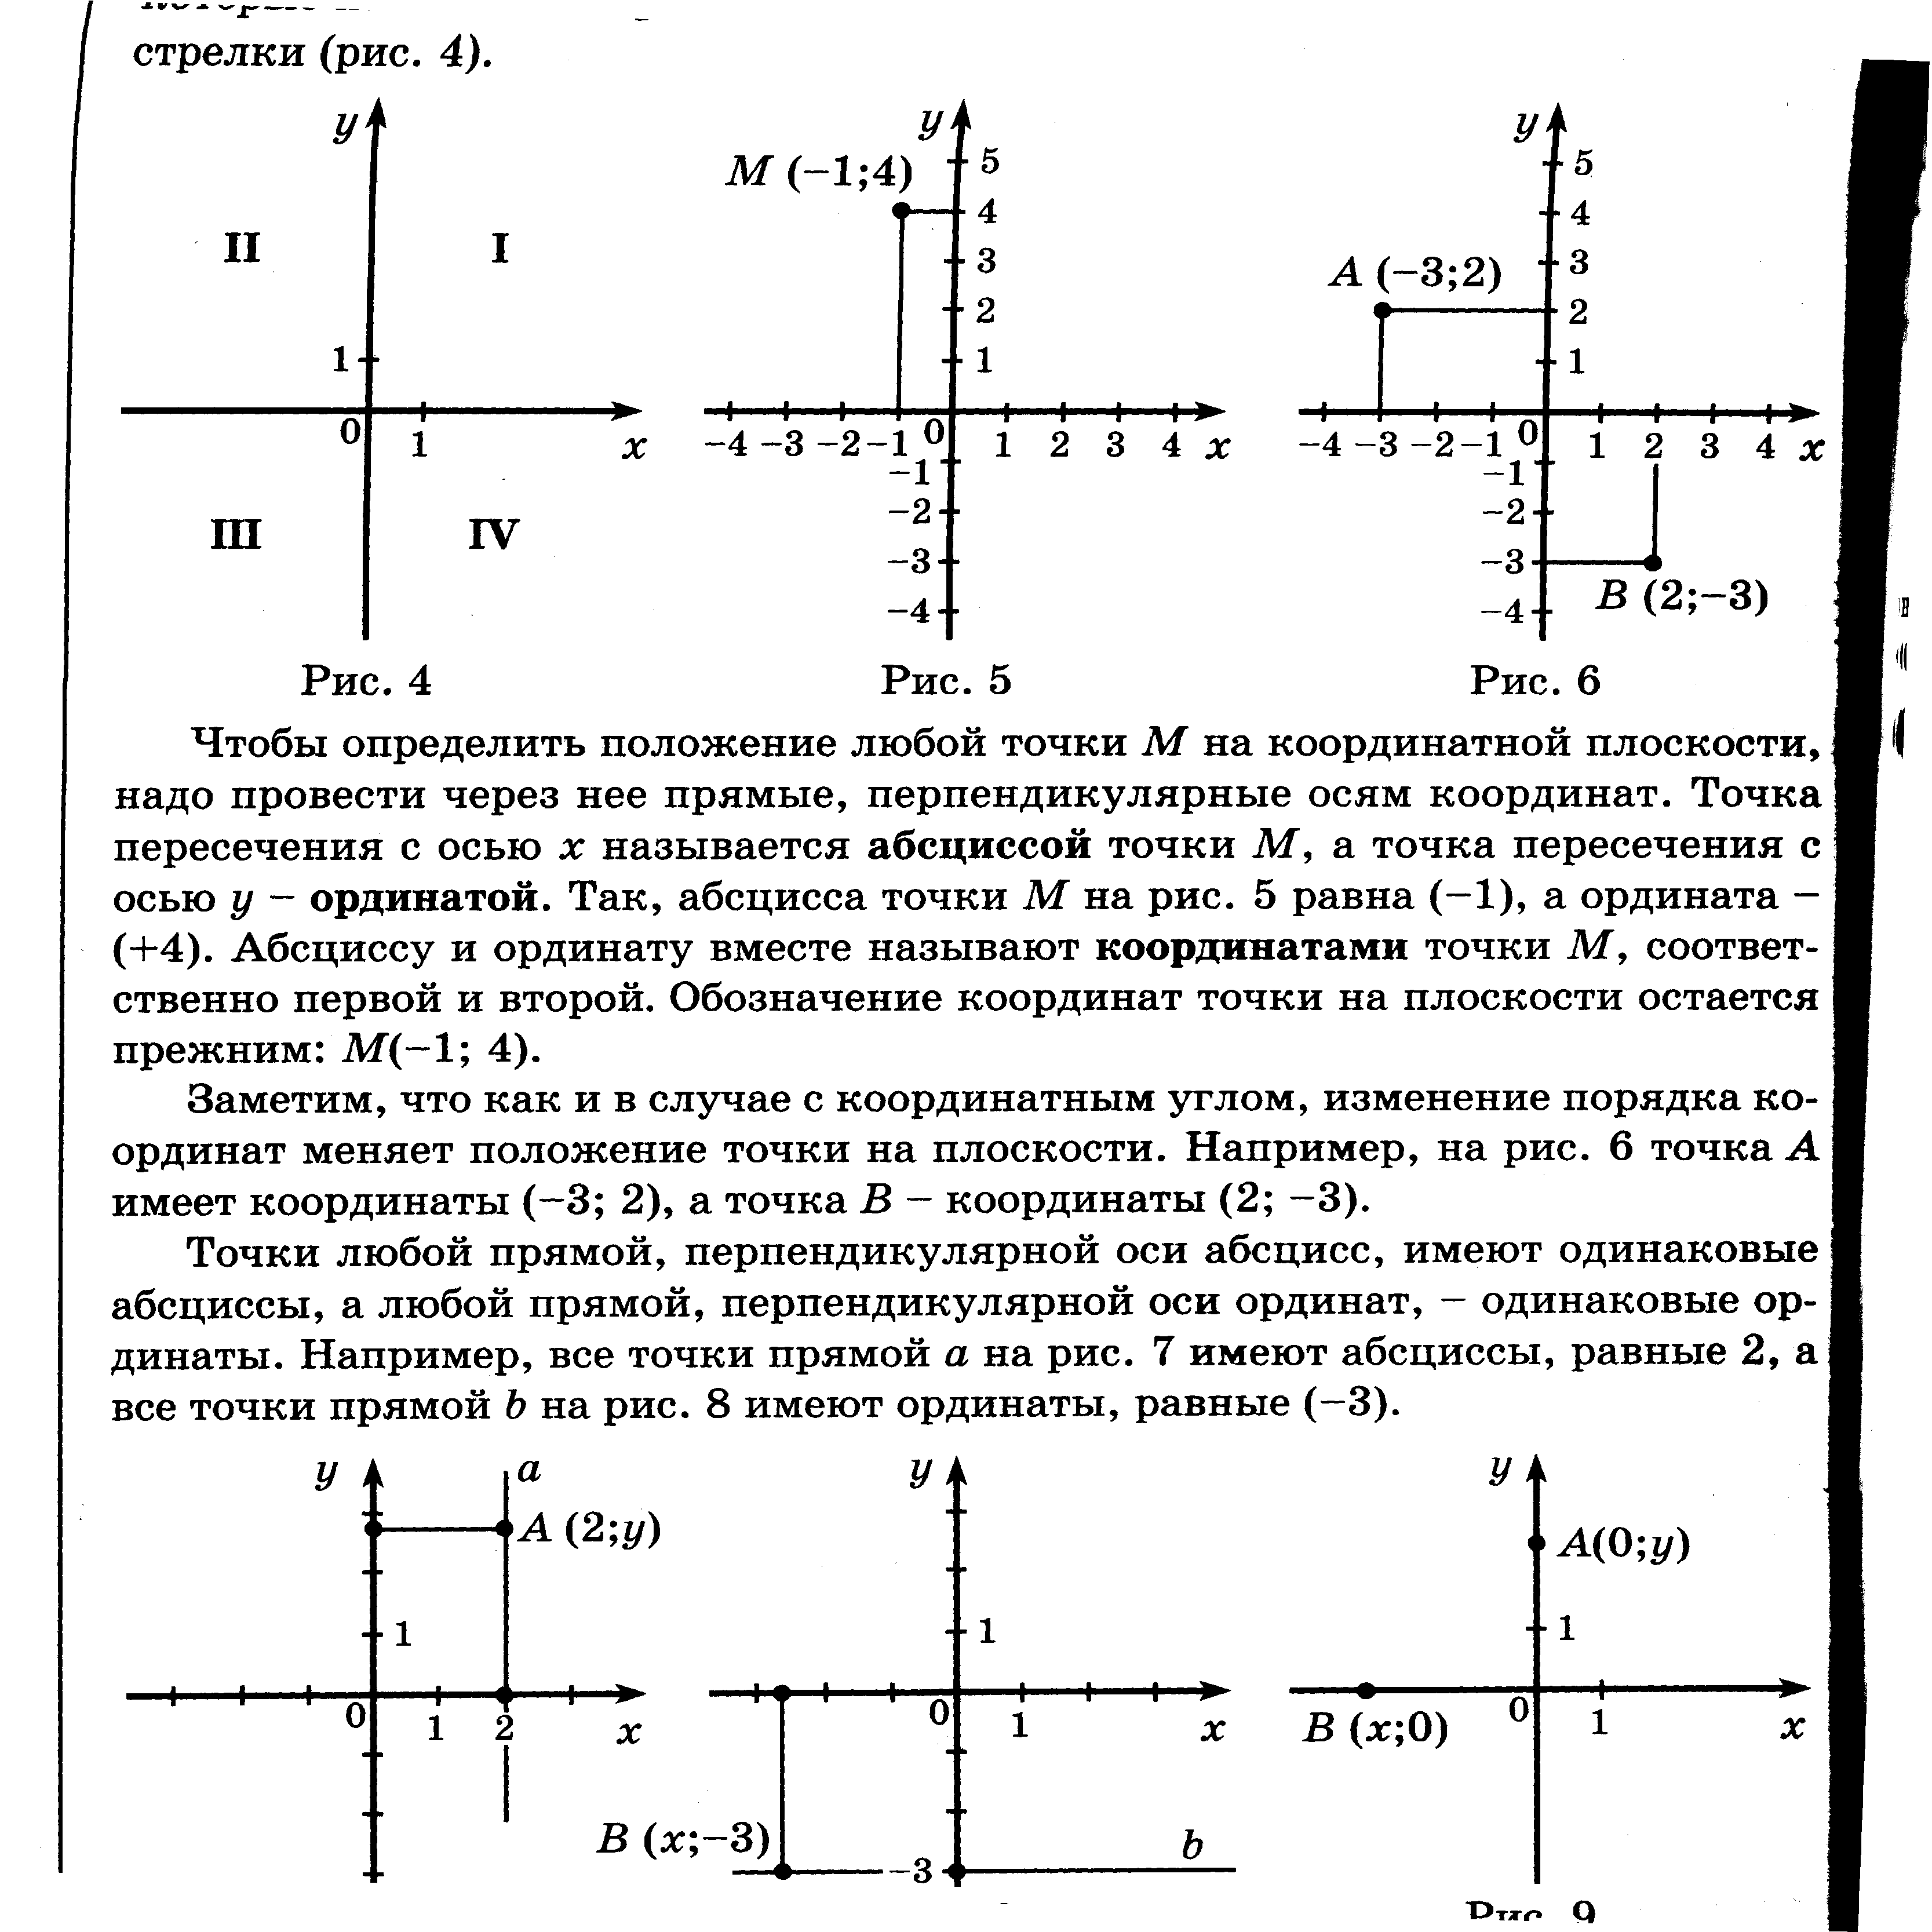 стрелки (рис. 4).
y
II I
1
0 1 x
III IV
Рис. 4
y
M (−1;4)
5
4
3
2
1
−4 −3 −2 −1 0 1 2 3 4 x
−1
−2
−3
−4
Рис. 5
y
5
4
A (−3;2)
3
2
1
−4 −3 −2 −1 0 1 2 3 4 x
−1
−2
−3
B (2;−3)
−4
Рис. 6
Чтобы определить положение любой точки M на координатной плоскости,
надо провести через нее прямые, перпендикулярные осям координат. Точка
пересечения с осью x называется абсциссой точки M, а точка пересечения с
осью y – ординатой. Так, абсцисса точки M на рис. 5 равна (−1), а ордината –
(+4). Абсциссу и ординату вместе называют координатами точки M, соответ-
ственно первой и второй. Обозначение координат точки на плоскости остается
прежним: M(−1; 4).
Заметим, что как и в случае с координатным углом, изменение порядка ко-
ординат меняет положение точки на плоскости. Например, на рис. 6 точка A
имеет координаты (−3; 2), а точка B – координаты (2; −3).
Точки любой прямой, перпендикулярной оси абсцисс, имеют одинаковые
абсциссы, а любой прямой, перпендикулярной оси ординат, – одинаковые ор-
динаты. Например, все точки прямой a на рис. 7 имеют абсциссы, равные 2, а
все точки прямой b на рис. 8 имеют ординаты, равные (−3).
y a
A (2;y)
1
0 1 2 x
y
1
0 1 x
B (x;−3)
b
−3
y
A(0;y)
1
0 1 x
B (x;0)
Рис. 9